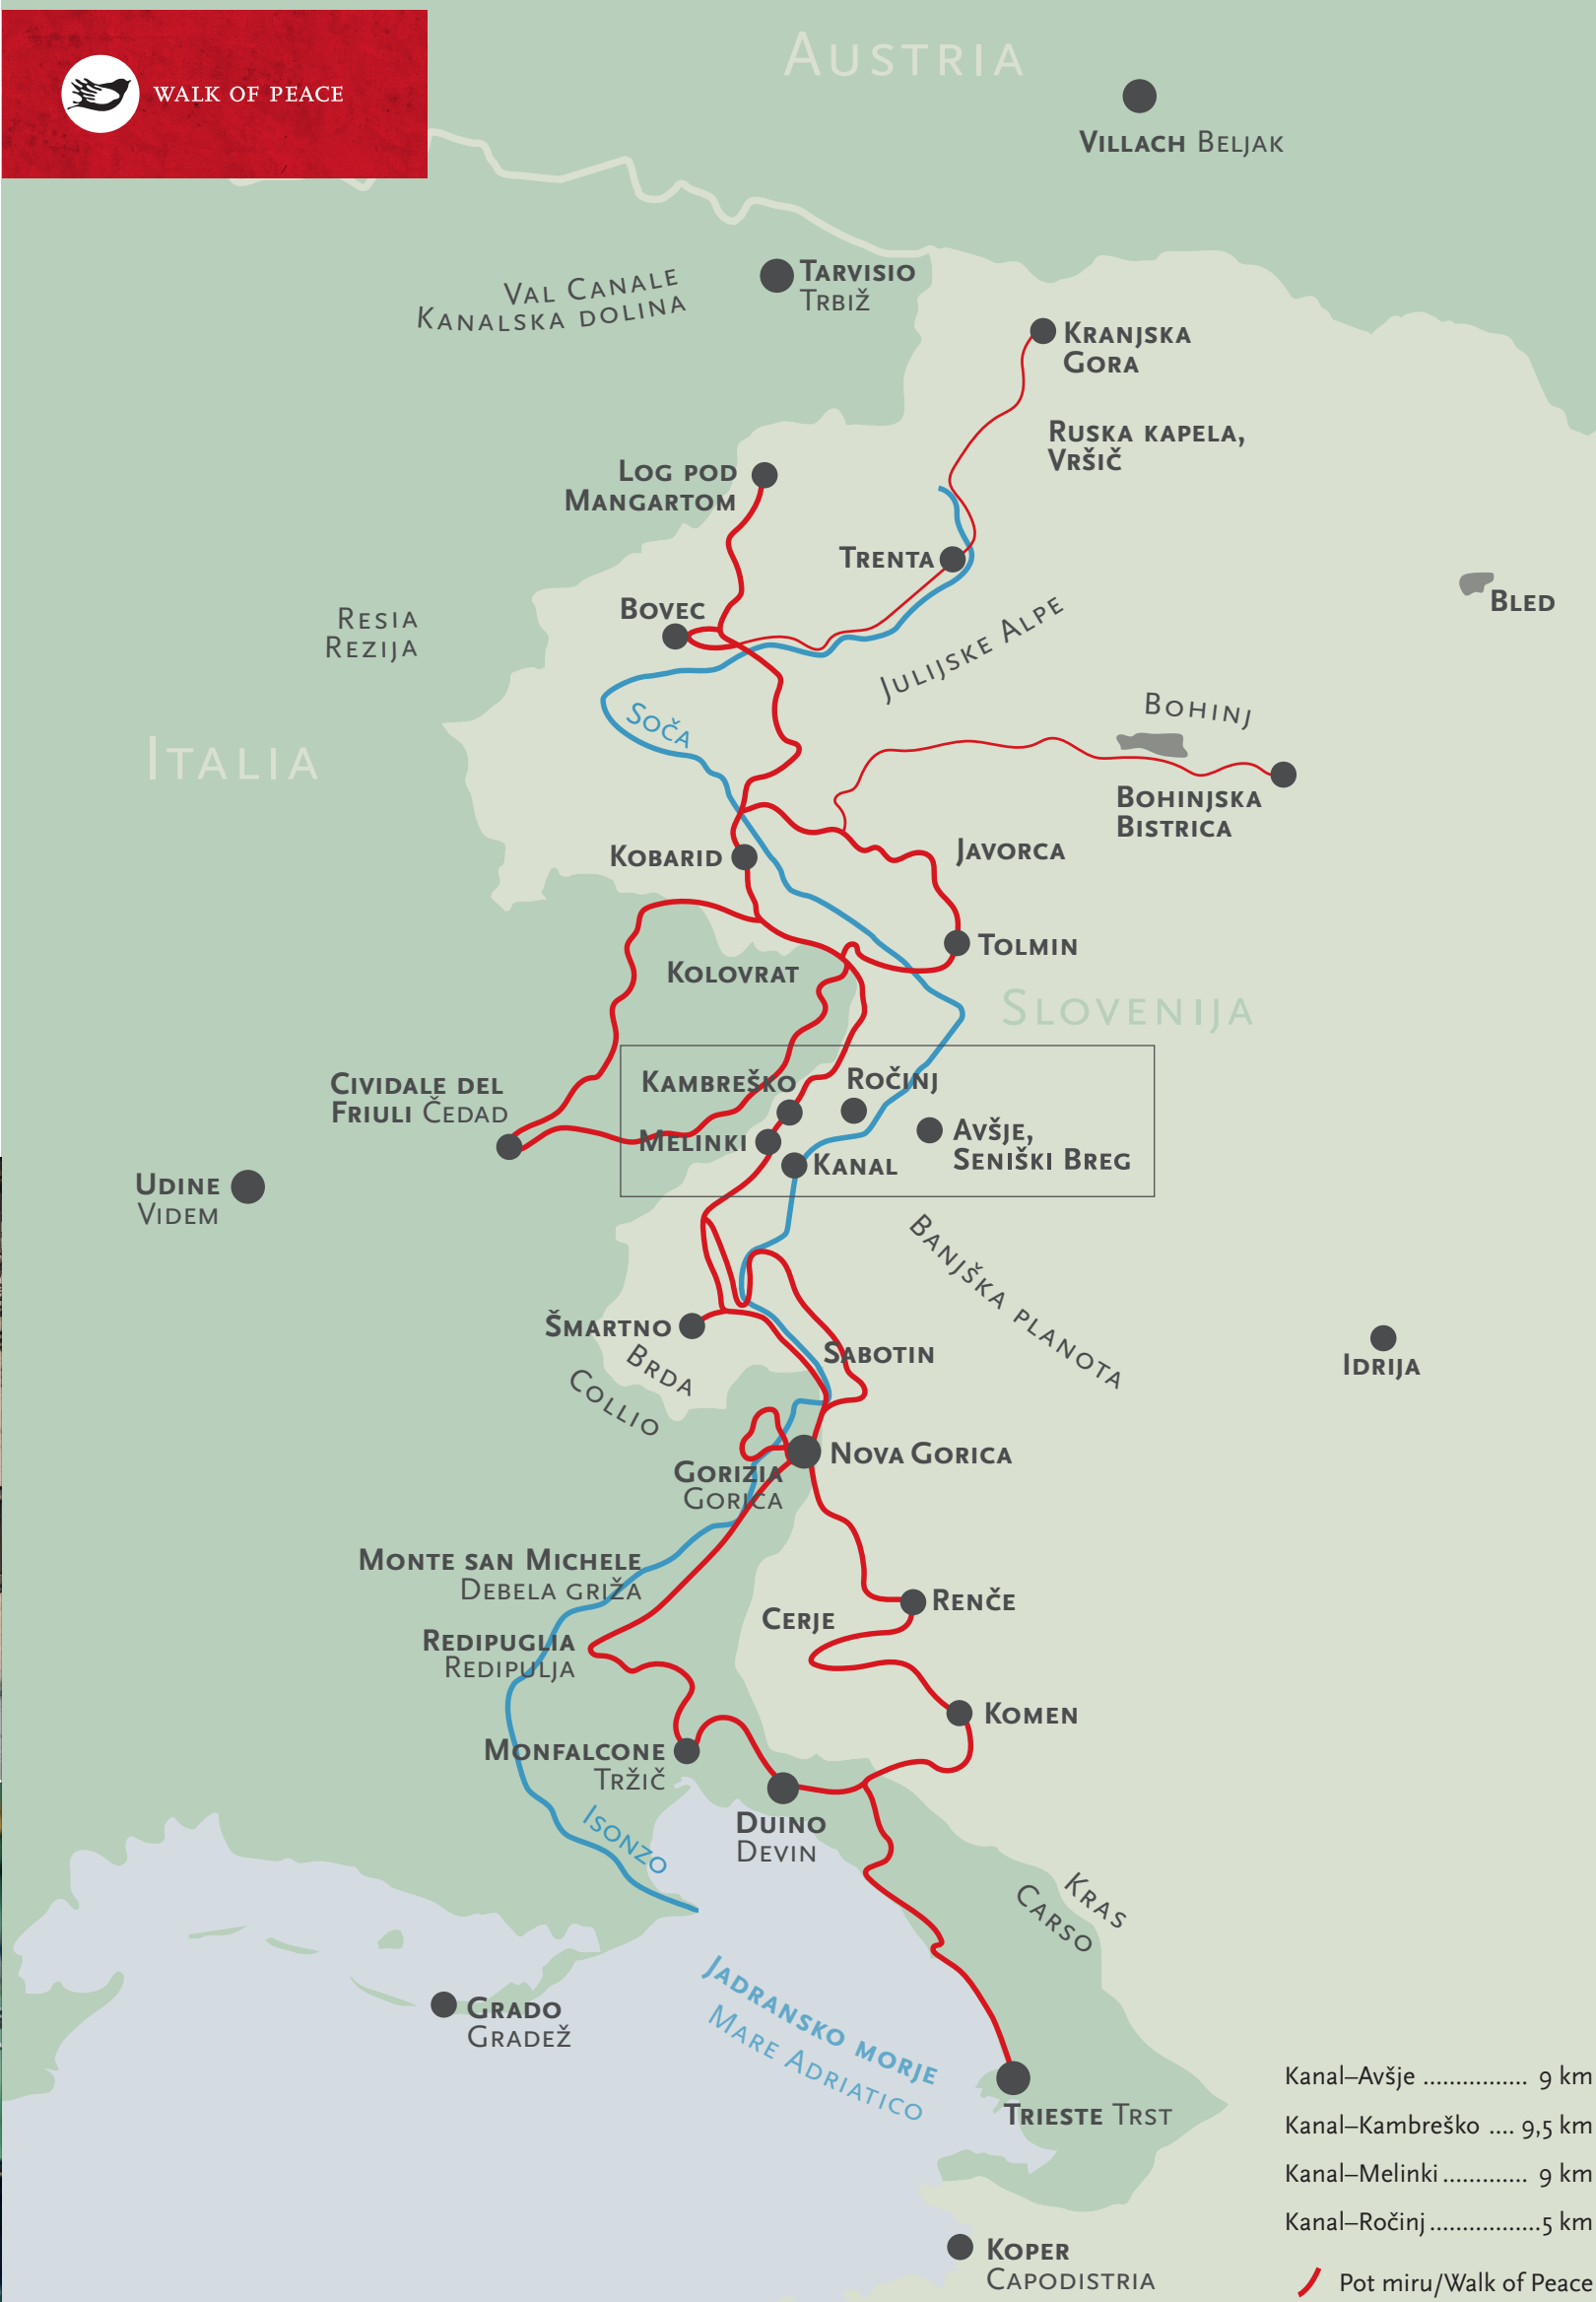 WALK OF PEACE
AUSTRIA
VILLACH BELJAK
TARVISIO
TRBIŽ
VAL CANALE
KANALSKA DOLINA
KRANJSKA
GORA
RUSKA KAPELA,
VRŠIČ
LOG POD
MANGARTOM
TRENTA
BLED
BOVEC
RESIA
REZIJA
JULIJSKE ALPE
SOČA
BOHINJ
ITALIA
BOHINJSKA
BISTRICA
KOBARID
JAVORCA
TOLMIN
KOLOVRAT
SLOVENIJA
KAMBREŠKO
ROČINJ
CIVIDALE DEL
FRIULI ČEDAD
MELINKI
AVŠJE,
SENIŠKI BREG
KANAL
UDINE
VIDEM
BANJŠKA PLANOTA
ŠMARTNO
BRDA
COLLIO
SABOTIN
IDRIJA
NOVA GORICA
GORIZIA
GORICA
MONTE SAN MICHELE
DEBELA GRIŽA
RENČE
CERJE
REDIPUGLIA
REDIPULJA
KOMEN
MONFALCONE
TRŽIČ
DUINO
DEVIN
ISONZO
KRAS
CARSO
JADRANSKO MORJE
MARE ADRIATICO
GRADO
GRADEŽ
TRIESTE TRST
KOPER
CAPODISTRIA
Kanal–Avšje ................ 9 km
Kanal–Kambreško .... 9,5 km
Kanal–Melinki ............. 9 km
Kanal–Ročinj .................5 km
Pot miru/Walk of Peace